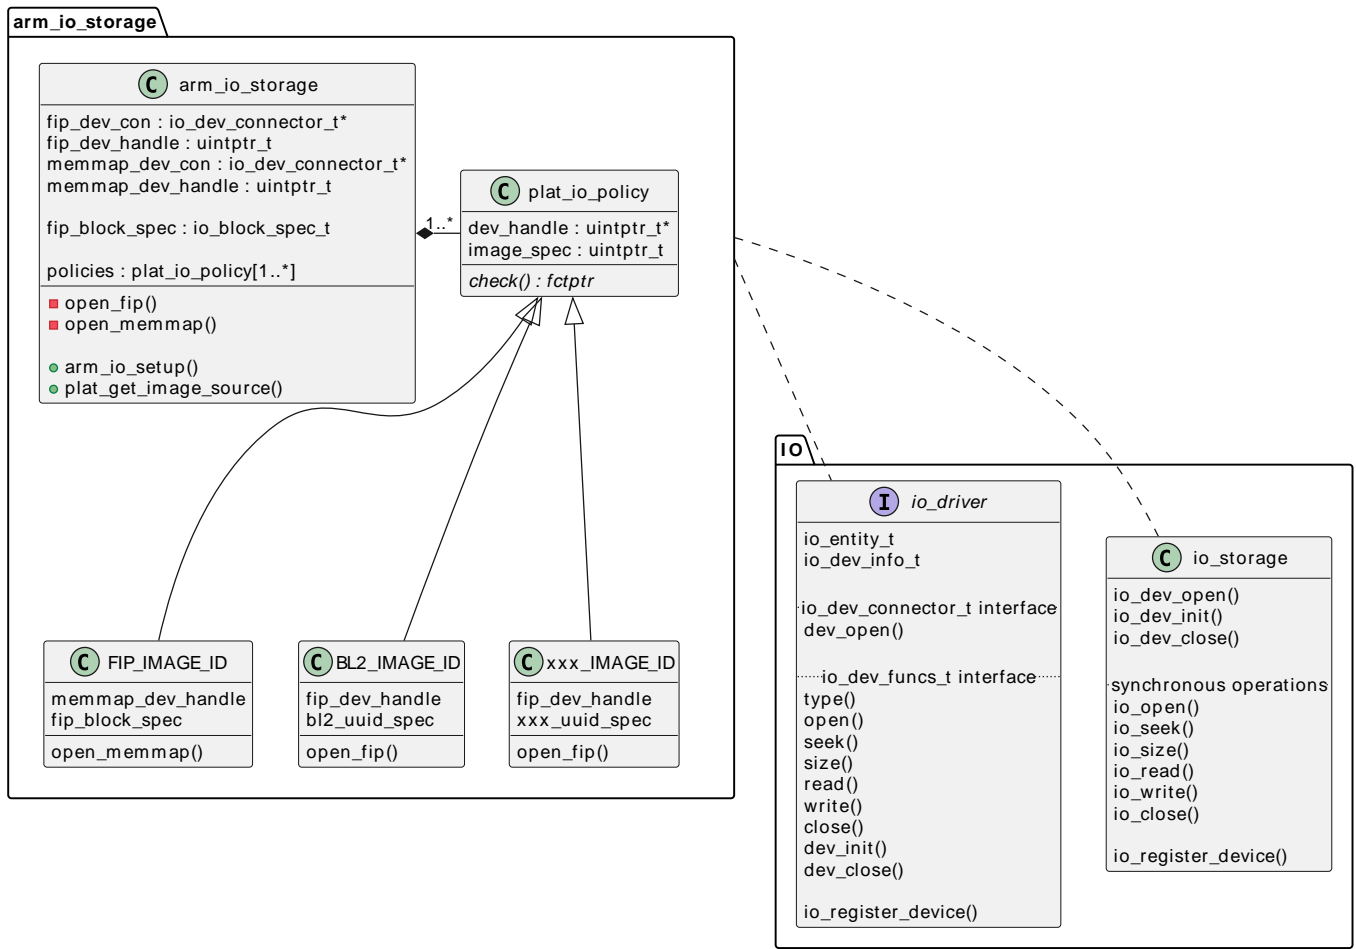 arm_io_storage
C arm_io_storage
fip_dev_con : io_dev_connector_t*
fip_dev_handle : uintptr_t
memmap_dev_con : io_dev_connector_t*
memmap_dev_handle : uintptr_t
fip_block_spec : io_block_spec_t
policies : plat_io_policy[1..*]
open_fip()
open_memmap()
arm_io_setup()
plat_get_image_source()
1..*
C plat_io_policy
dev_handle : uintptr_t*
image_spec : uintptr_t
check() : fctptr
C FIP_IMAGE_ID
memmap_dev_handle
fip_block_spec
open_memmap()
C BL2_IMAGE_ID
fip_dev_handle
bl2_uuid_spec
open_fip()
C xxx_IMAGE_ID
fip_dev_handle
xxx_uuid_spec
open_fip()
IO
I io_driver
io_entity_t
io_dev_info_t
io_dev_connector_t interface
dev_open()
io_dev_funcs_t interface
type()
open()
seek()
size()
read()
write()
close()
dev_init()
dev_close()
io_register_device()
C io_storage
io_dev_open()
io_dev_init()
io_dev_close()
synchronous operations
io_open()
io_seek()
io_size()
io_read()
io_write()
io_close()
io_register_device()